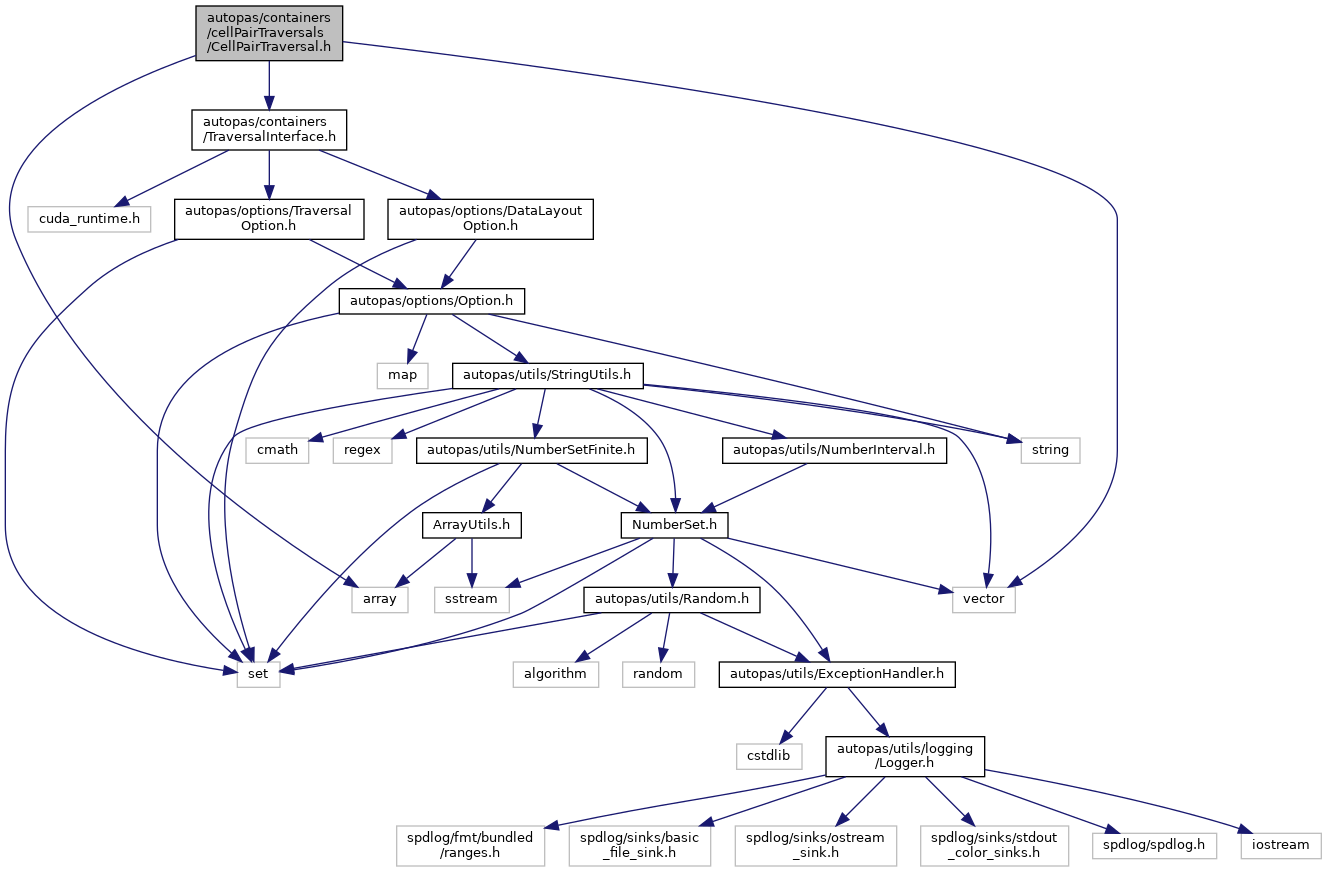 autopas/containers
/cellPairTraversals
/CellPairTraversal.h
autopas/containers
/TraversalInterface.h
cuda_runtime.h
autopas/options/Traversal
Option.h
autopas/options/DataLayout
Option.h
autopas/options/Option.h
map
autopas/utils/StringUtils.h
cmath
regex
autopas/utils/NumberSetFinite.h
autopas/utils/NumberInterval.h
string
ArrayUtils.h
NumberSet.h
array
sstream
autopas/utils/Random.h
vector
set
algorithm
random
autopas/utils/ExceptionHandler.h
cstdlib
autopas/utils/logging
/Logger.h
spdlog/fmt/bundled
/ranges.h
spdlog/sinks/basic
_file_sink.h
spdlog/sinks/ostream
_sink.h
spdlog/sinks/stdout
_color_sinks.h
spdlog/spdlog.h
iostream